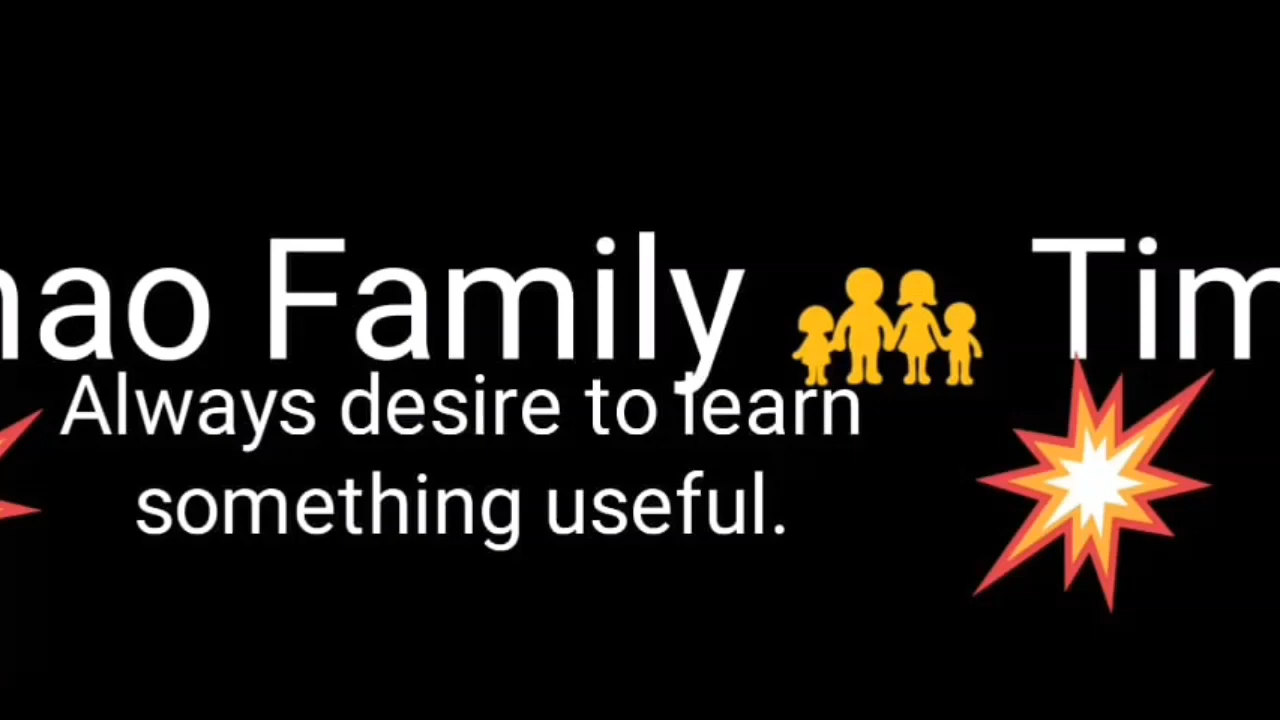 Family 👨‍👩‍👧‍👦
Always desire to learn
something useful.